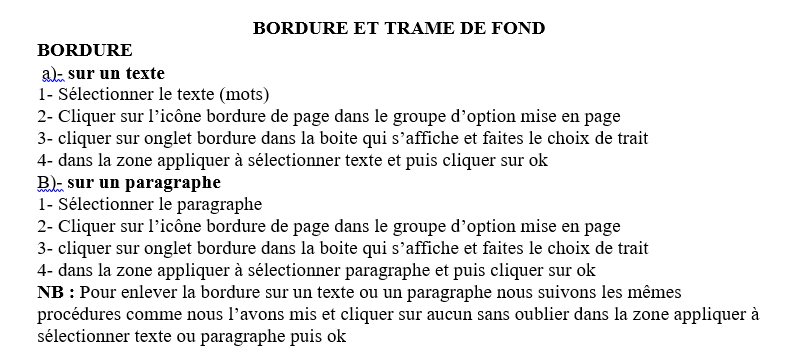 BORDURE ET TRAME DE FOND
BORDURE
a)- sur un texte
1- Sélectionner le texte (mots)
2- Cliquer sur l’icône bordure de page dans le groupe d’option mise en page
3- cliquer sur onglet bordure dans la boite qui s’affiche et faites le choix de trait
4- dans la zone appliquer à sélectionner texte et puis cliquer sur ok
B)- sur un paragraphe
1- Sélectionner le paragraphe
2- Cliquer sur l’icône bordure de page dans le groupe d’option mise en page
3- cliquer sur onglet bordure dans la boite qui s’affiche et faites le choix de trait
4- dans la zone appliquer à sélectionner paragraphe et puis cliquer sur ok
NB : Pour enlever la bordure sur un texte ou un paragraphe nous suivons les mêmes
procédures comme nous l’avons mis et cliquer sur aucun sans oublier dans la zone appliquer à
sélectionner texte ou paragraphe puis ok